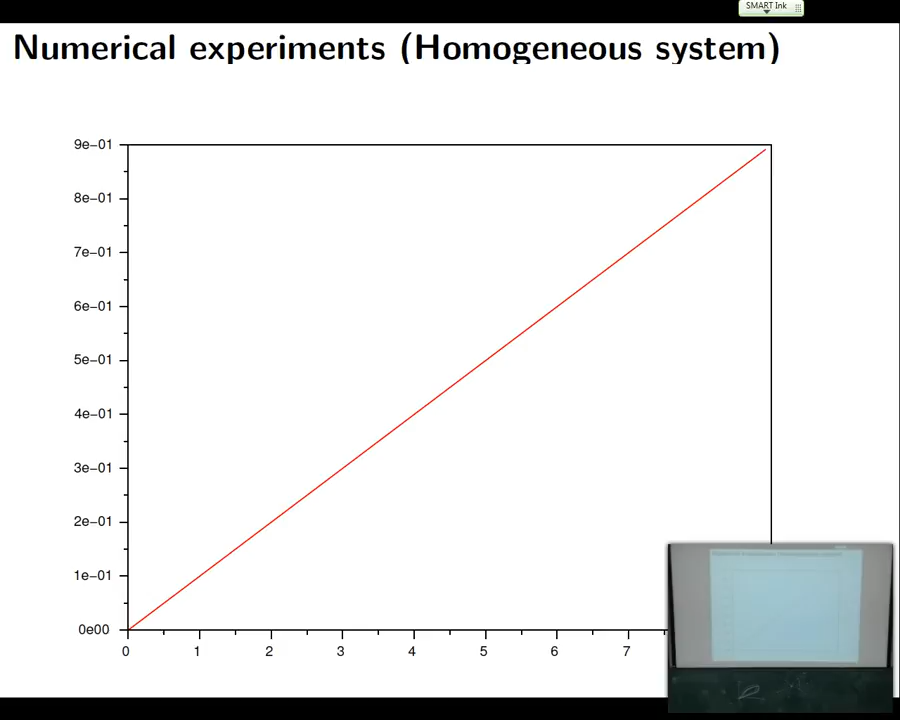 SMART Ink
Numerical experiments (Homogeneous system)
9e−01
8e−01
7e−01
6e−01
5e−01
4e−01
3e−01
2e−01
1e−01
0e00
0 1 2 3 4 5 6 7